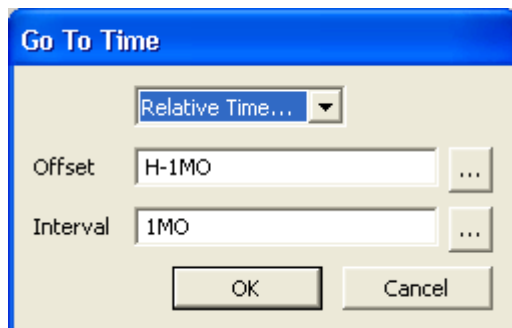 Go To Time
Relative Time...
Offset H-1MO ...
Interval 1MO ...
OK Cancel